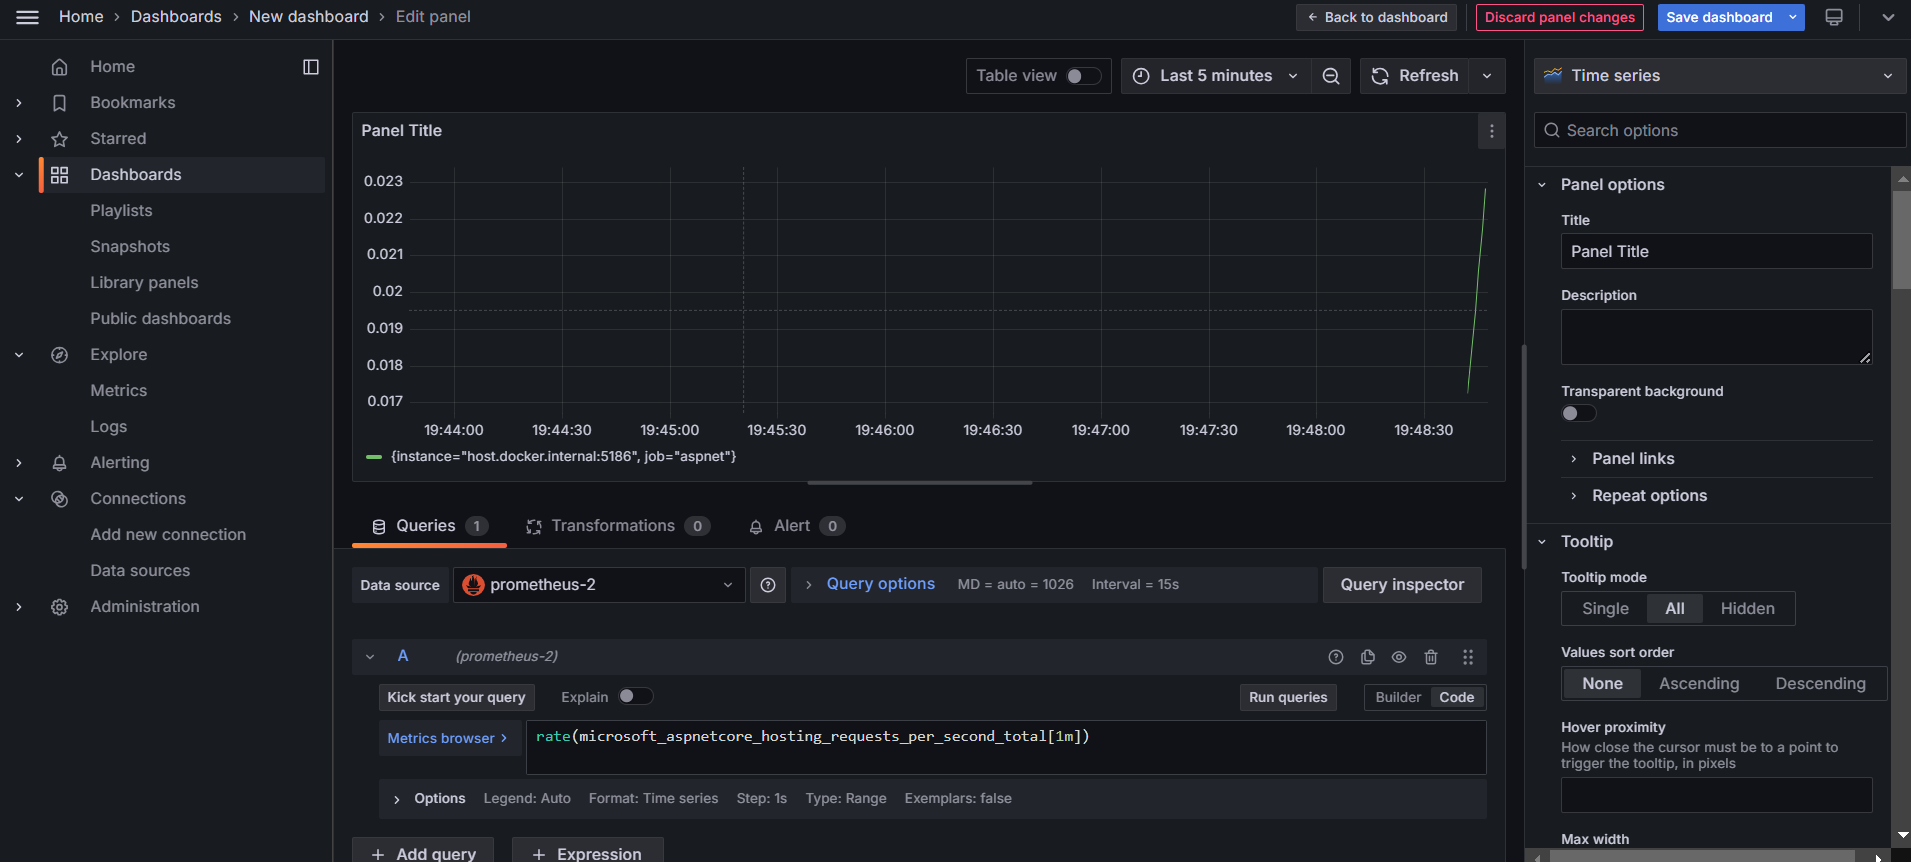 Home › Dashboards › New dashboard › Edit panel
← Back to dashboard
Discard panel changes
Save dashboard
Home
Bookmarks
Starred
Dashboards
Playlists
Snapshots
Library panels
Public dashboards
Explore
Metrics
Logs
Alerting
Connections
Add new connection
Data sources
Administration
Table view
Last 5 minutes
Refresh
Panel Title
0.023
0.022
0.021
0.02
0.019
0.018
0.017
19:44:00 19:44:30 19:45:00 19:45:30 19:46:00 19:46:30 19:47:00 19:47:30 19:48:00 19:48:30
{instance="host.docker.internal:5186", job="aspnet"}
Queries 1 Transformations 0 Alert 0
Data source prometheus-2 Query options MD = auto = 1026 Interval = 15s Query inspector
A (prometheus-2)
Kick start your query Explain Run queries Builder Code
Metrics browser › rate(microsoft_aspnetcore_hosting_requests_per_second_total[1m])
Options Legend: Auto Format: Time series Step: 1s Type: Range Exemplars: false
+ Add query + Expression
Time series
Search options
Panel options
Title
Panel Title
Description
Transparent background
Panel links
Repeat options
Tooltip
Tooltip mode
Single All Hidden
Values sort order
None Ascending Descending
Hover proximity
How close the cursor must be to a point to
trigger the tooltip, in pixels
Max width